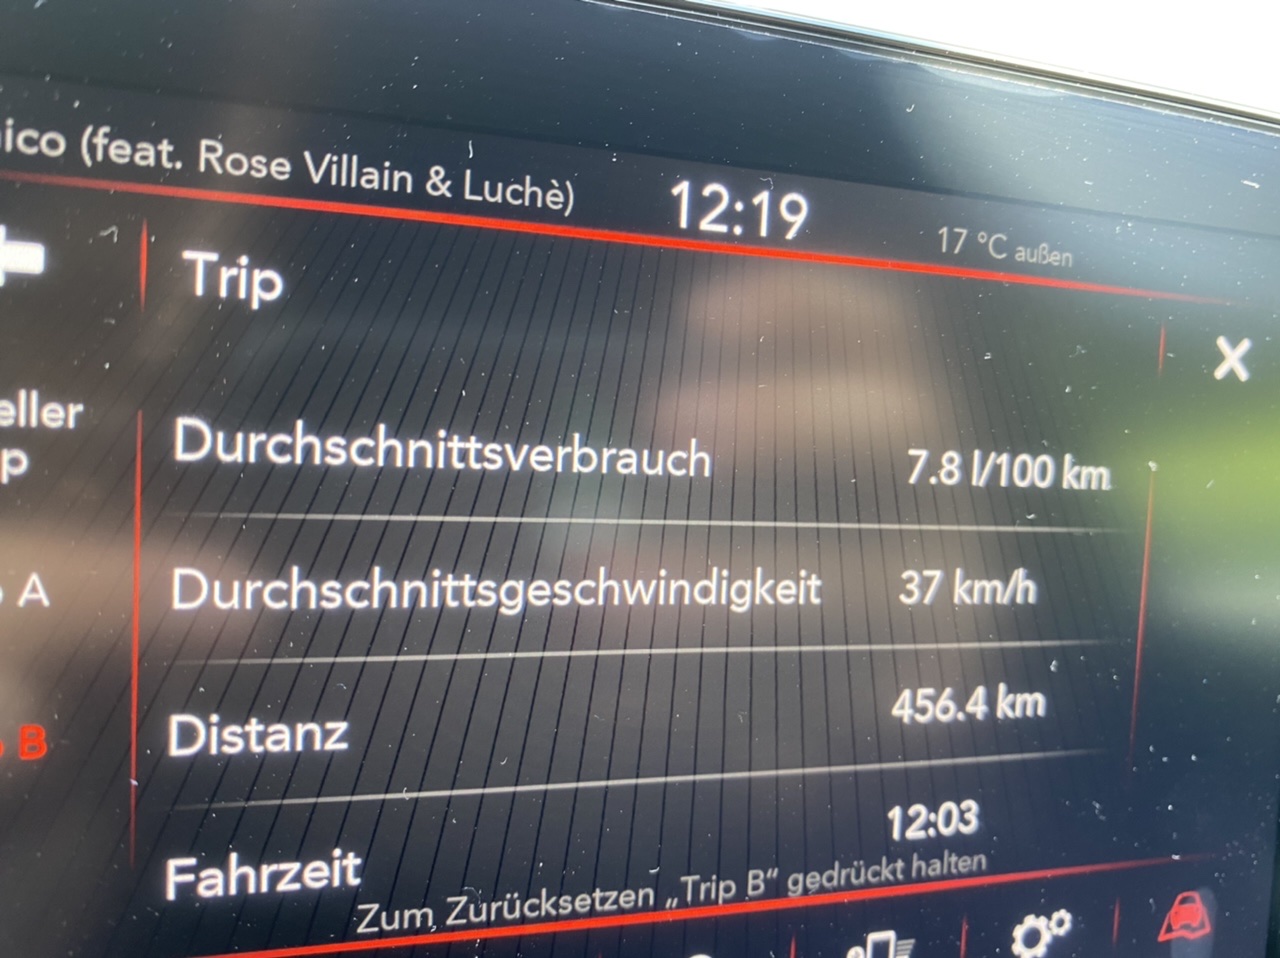 ico (feat. Rose Villain & Luchè)
12:19
17 °C außen
Trip
X
eller
p
Durchschnittsverbrauch 7.8 l/100 km
A
Durchschnittsgeschwindigkeit 37 km/h
B
Distanz 456.4 km
Fahrzeit 12:03
Zum Zurücksetzen „Trip B“ gedrückt halten